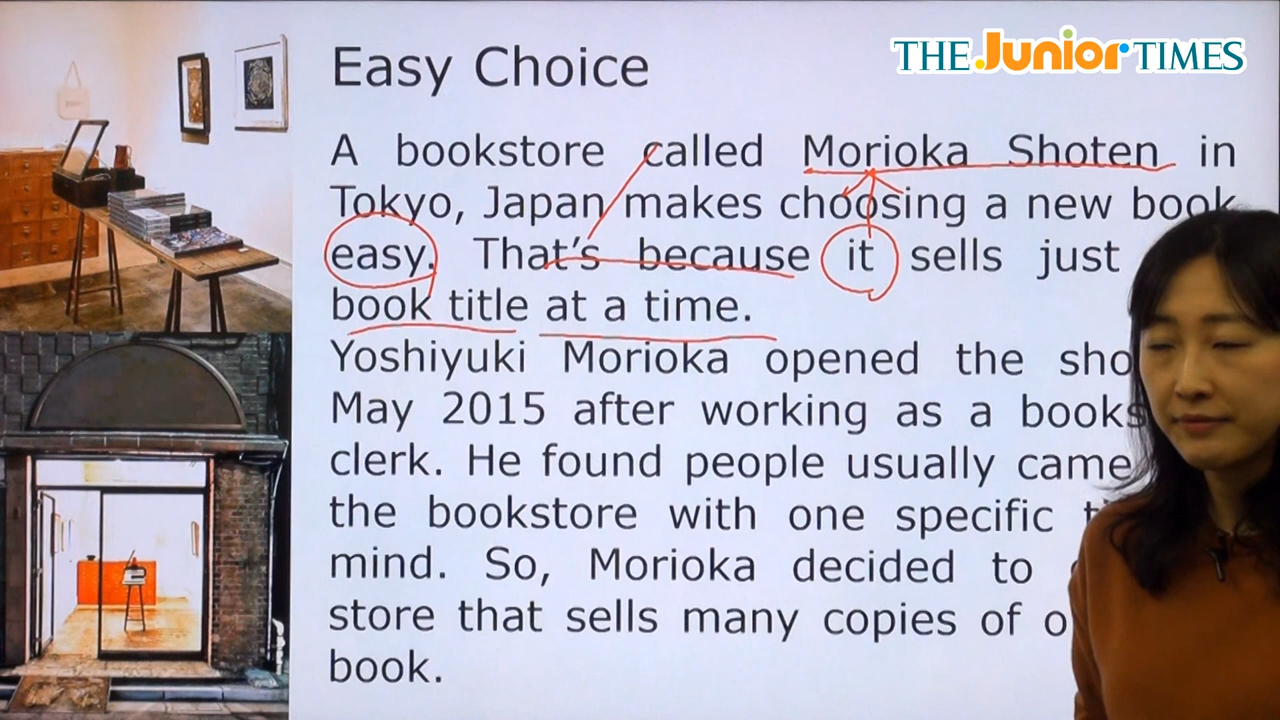 THE Junior TIMES
Easy Choice
A bookstore called Morioka Shoten in
Tokyo, Japan makes choosing a new book
easy. That's because it sells just
book title at a time.
Yoshiyuki Morioka opened the
May 2015 after working as a
clerk. He found people usually came
the bookstore with one specific
mind. So, Morioka decided to
store that sells many copies of
book.